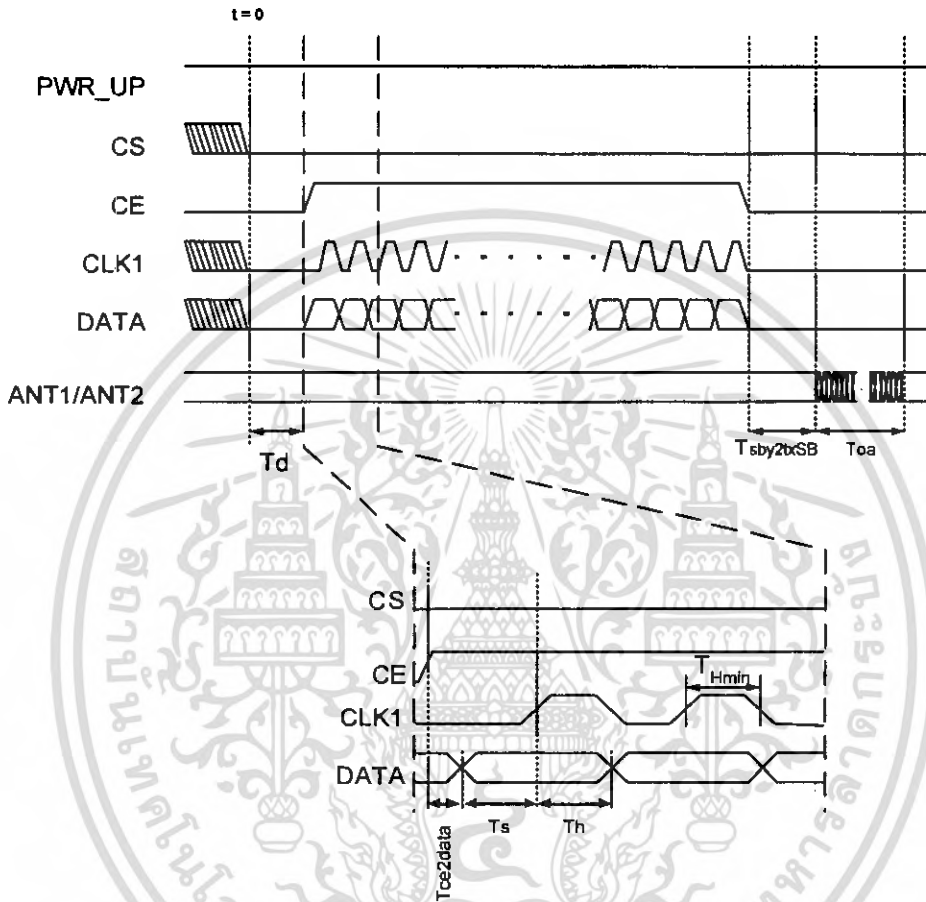 t = 0
PWR_UP
CS
CE
CLK1
DATA
ANT1/ANT2
Td
Tsby2txSB
Toa
CS
CE
THmin
CLK1
DATA
Tce2data
Ts
Th